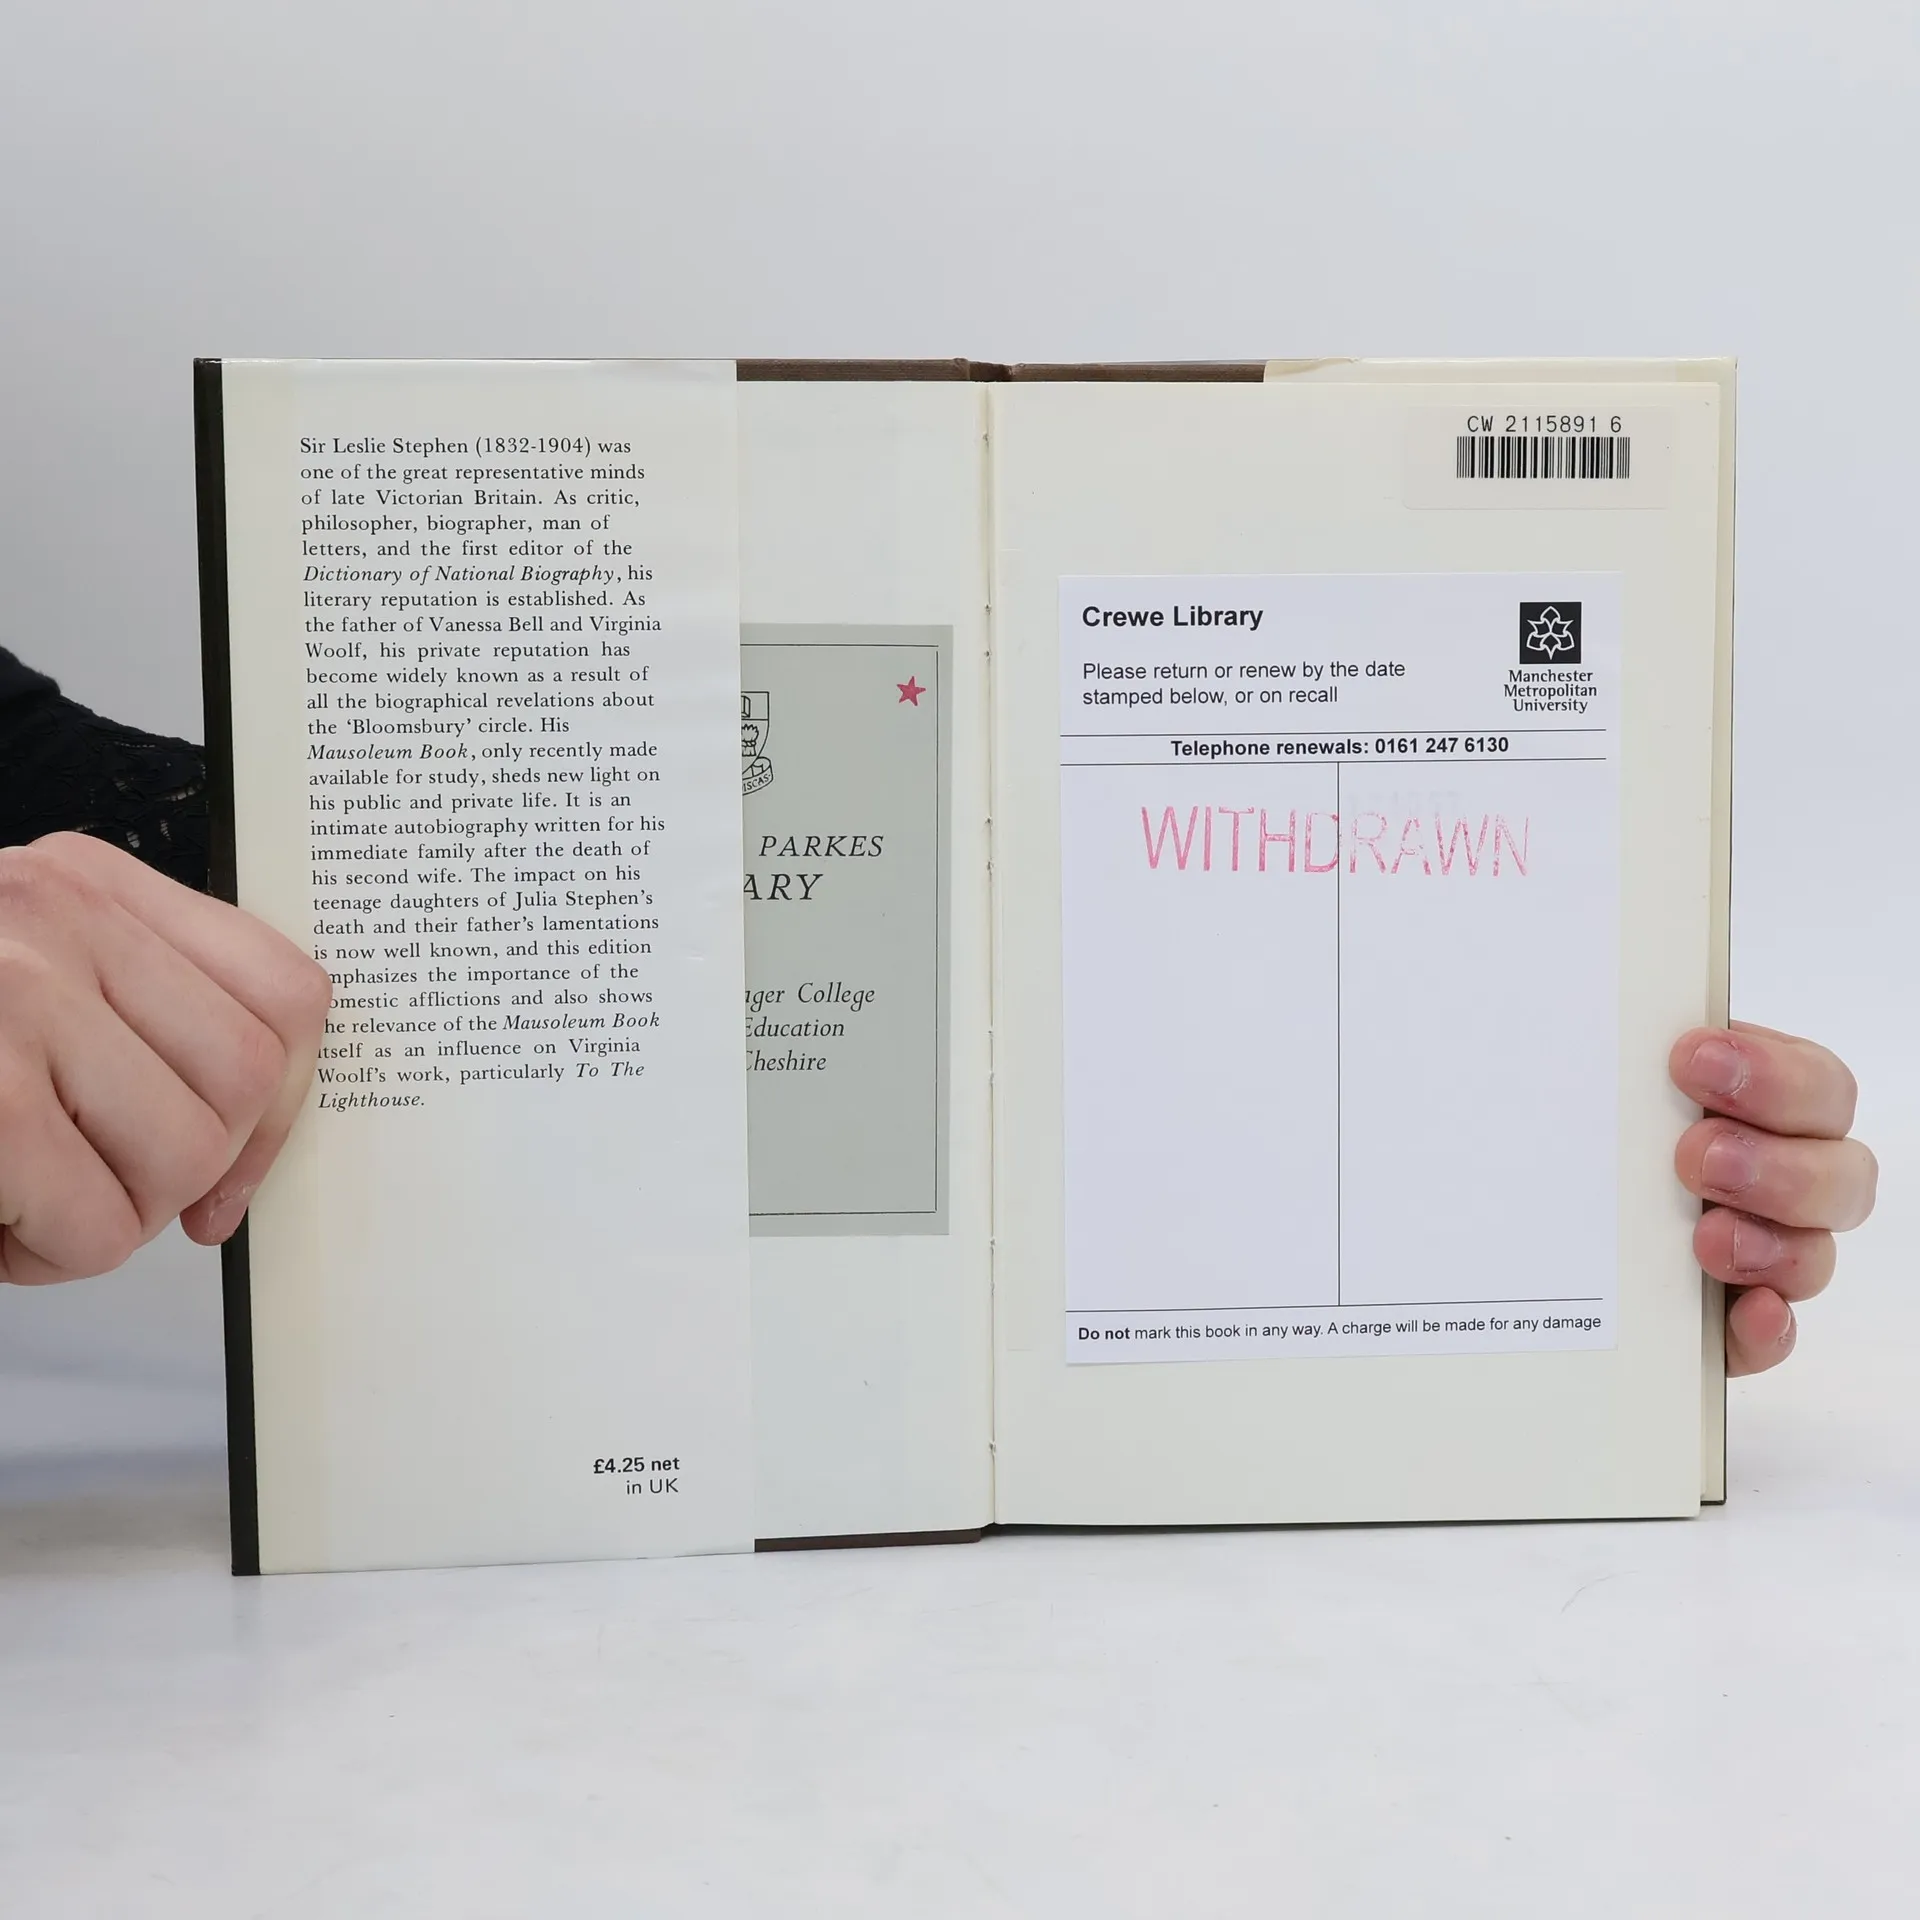 Sir Leslie Stephen (1832-1904) was
one of the great representative minds
of late Victorian Britain. As critic,
philosopher, biographer, man of
letters, and the first editor of the
Dictionary of National Biography, his
literary reputation is established. As
the father of Vanessa Bell and Virginia
Woolf, his private reputation has
become widely known as a result of
all the biographical revelations about
the ‘Bloomsbury’ circle. His
Mausoleum Book, only recently made
available for study, sheds new light on
his public and private life. It is an
intimate autobiography written for his
immediate family after the death of
his second wife. The impact on his
teenage daughters of Julia Stephen’s
death and their father’s lamentations
is now well known, and this edition
mphasizes the importance of the
omestic afflictions and also shows
he relevance of the Mausoleum Book
itself as an influence on Virginia
Woolf’s work, particularly To The
Lighthouse.
£4.25 net
in UK
ISCAS
PARKES
ARY
ager College
Education
Cheshire
CW 2115891 6
Crewe Library
Please return or renew by the date
stamped below, or on recall
Manchester
Metropolitan
University
Telephone renewals: 0161 247 6130
WITHDRAWN
Do not mark this book in any way. A charge will be made for any damage